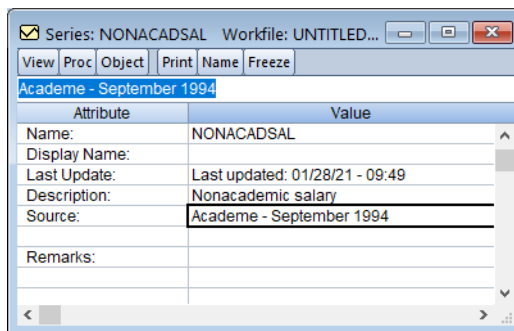 Series: NONACADSAL Workfile: UNTITLED...
View Proc Object Print Name Freeze
Academe - September 1994
Attribute Value
Name: NONACADSAL
Display Name:
Last Update: Last updated: 01/28/21 - 09:49
Description: Nonacademic salary
Source: Academe - September 1994
Remarks: